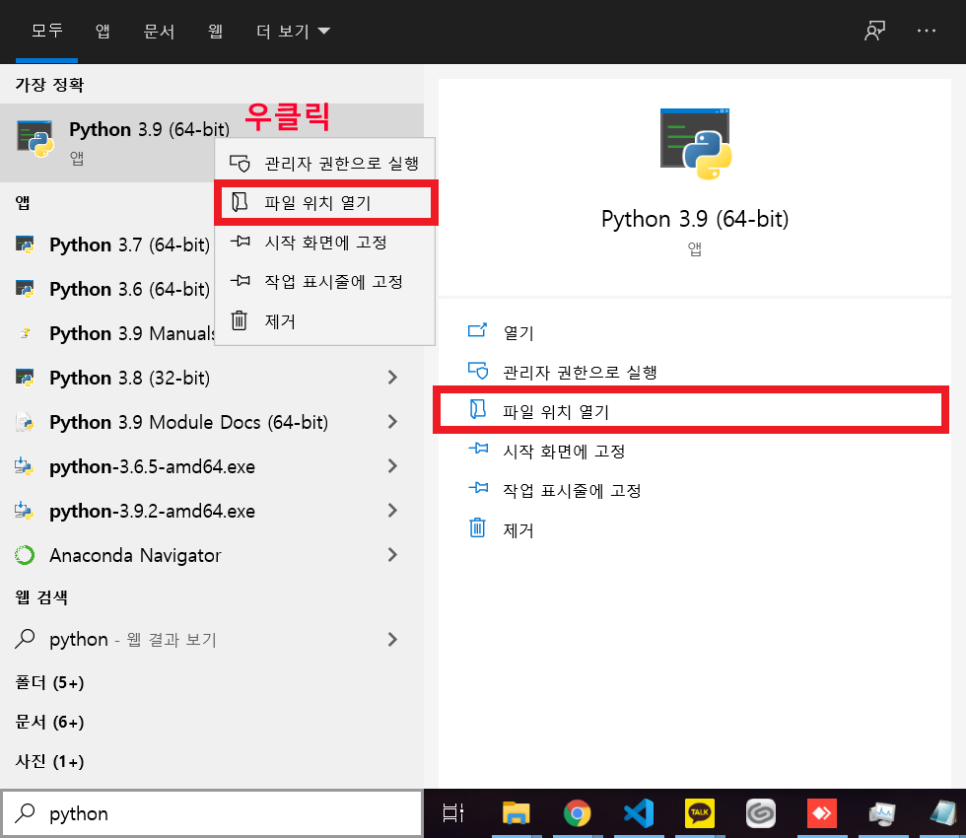 모두 앱 문서 웹 더 보기
가장 정확
Python 3.9 (64-bit)
앱
우클릭
관리자 권한으로 실행
파일 위치 열기
시작 화면에 고정
작업 표시줄에 고정
제거
앱
Python 3.7 (64-bit)
Python 3.6 (64-bit)
Python 3.9 Manuals
Python 3.8 (32-bit)
Python 3.9 Module Docs (64-bit)
python-3.6.5-amd64.exe
python-3.9.2-amd64.exe
Anaconda Navigator
웹 검색
python - 웹 결과 보기
폴더 (5+)
문서 (6+)
사진 (1+)
python
Python 3.9 (64-bit)
앱
열기
관리자 권한으로 실행
파일 위치 열기
시작 화면에 고정
작업 표시줄에 고정
제거
TALK